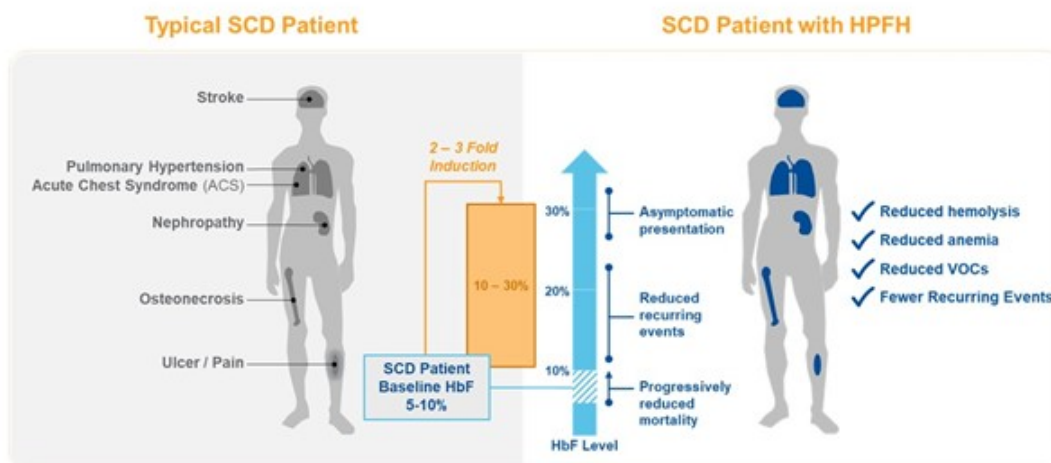 Typical SCD Patient
SCD Patient with HPFH
Stroke
Pulmonary Hypertension
Acute Chest Syndrome (ACS)
Nephropathy
Osteonecrosis
Ulcer / Pain
2 – 3 Fold
Induction
10 – 30%
SCD Patient
Baseline HbF
5-10%
30%
20%
10%
HbF Level
Asymptomatic
presentation
Reduced
recurring
events
Progressively
reduced
mortality
Reduced hemolysis
Reduced anemia
Reduced VOCs
Fewer Recurring Events